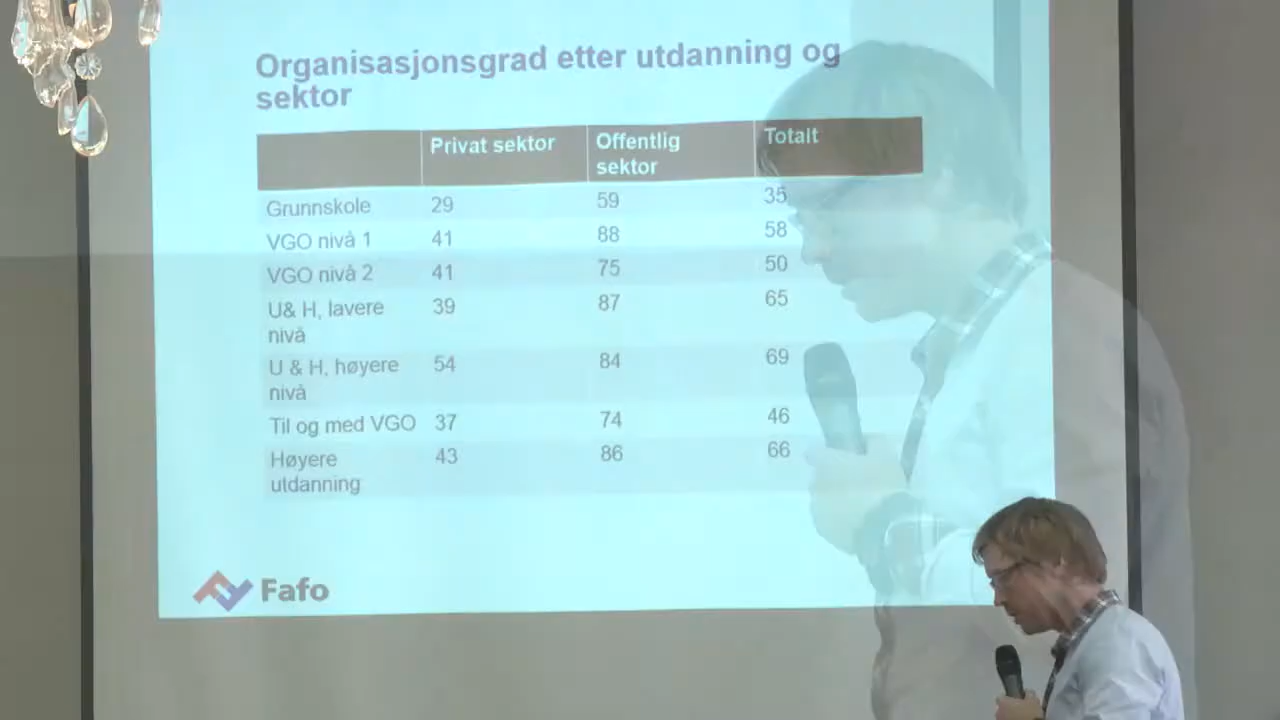 Organisasjonsgrad etter utdanning og
sektor
Privat sektor Offentlig sektor Totalt
Grunnskole 29 59 35
VGO nivå 1 41 88 58
VGO nivå 2 41 75 50
U& H, lavere nivå 39 87 65
U & H, høyere nivå 54 84 69
Til og med VGO 37 74 46
Høyere utdanning 43 86 66
Fafo